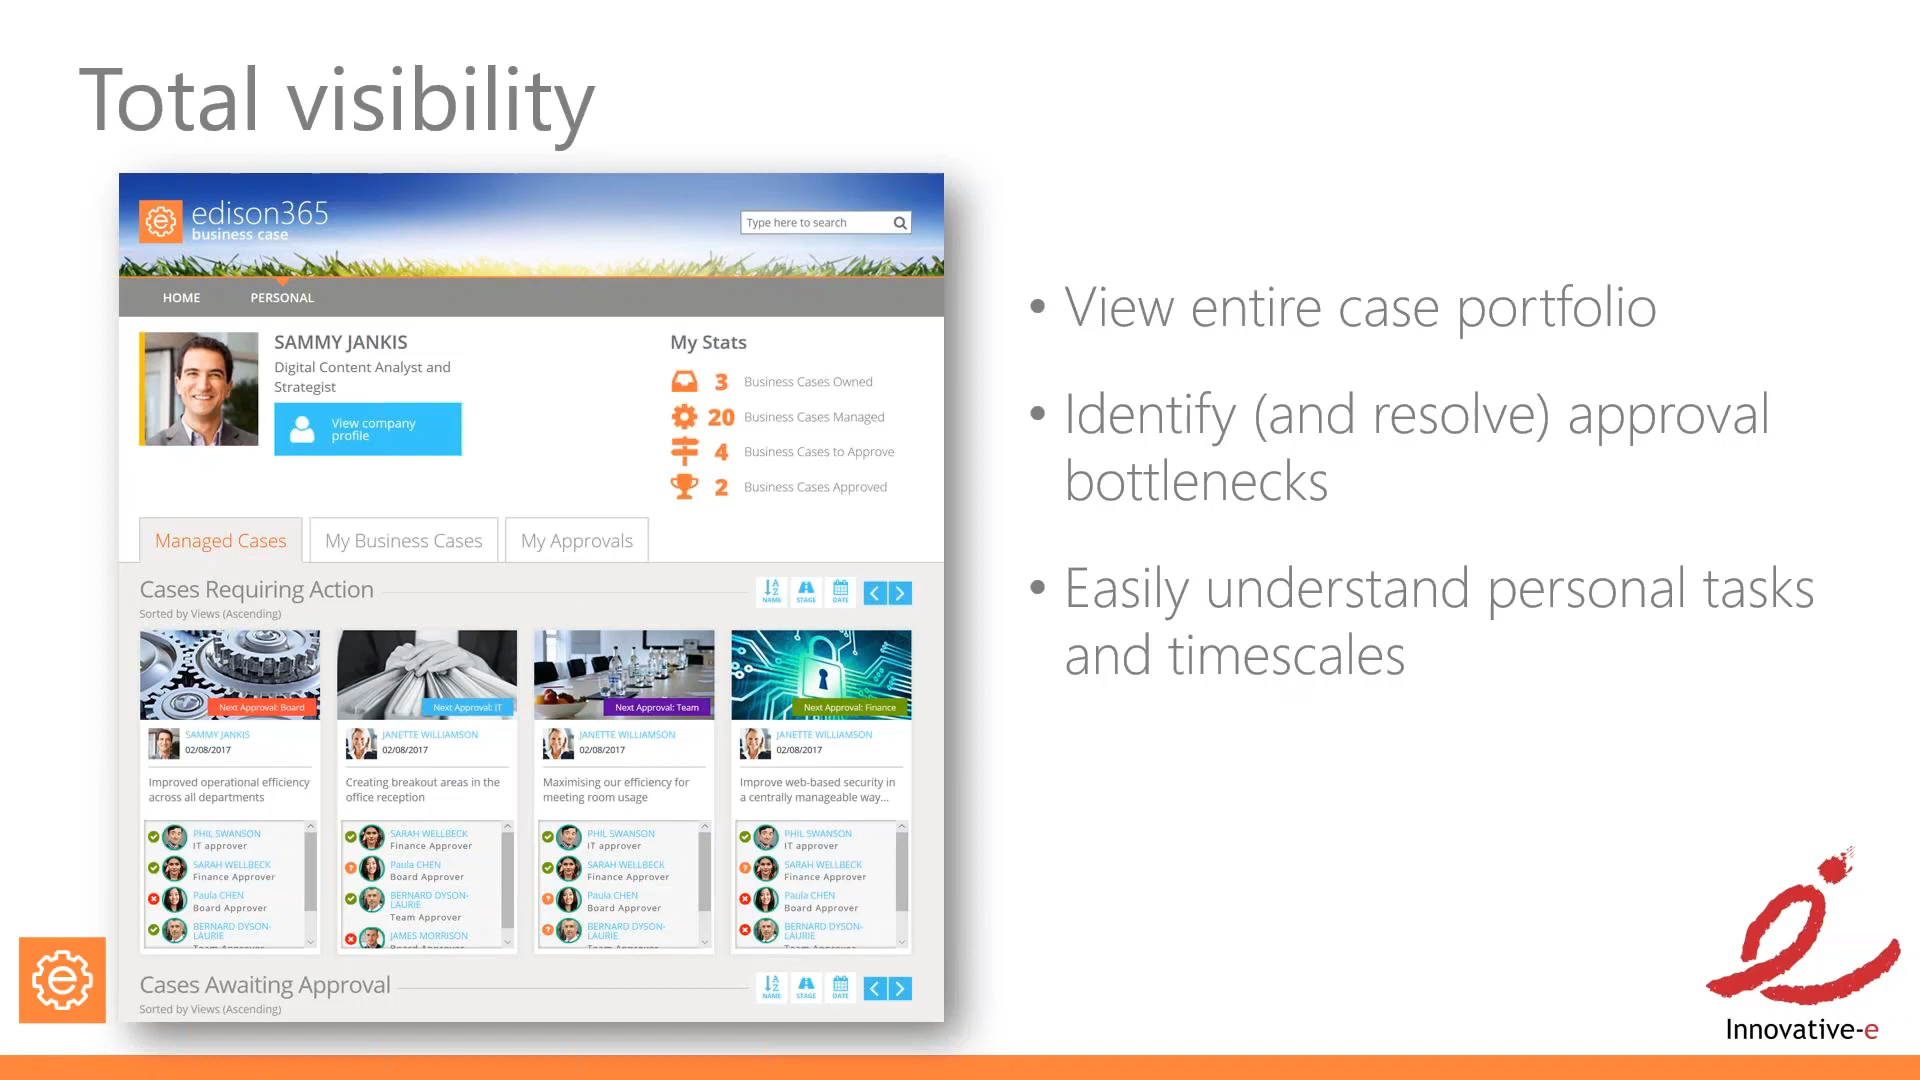 Total visibility
edison365
business case
Type here to search
HOME
PERSONAL
SAMMY JANKIS
Digital Content Analyst and
Strategist
View company
profile
My Stats
3 Business Cases Owned
20 Business Cases Managed
4 Business Cases to Approve
2 Business Cases Approved
Managed Cases
My Business Cases
My Approvals
Cases Requiring Action
Sorted by Views (Ascending)
NAME
STAGE
DATE
Next Approval: Board
SAMMY JANKIS
02/08/2017
Improved operational efficiency
across all departments
PHIL SWANSON
IT approver
SARAH WELLBECK
Finance Approver
Paula CHEN
Board Approver
BERNARD DYSON-
LAURIE
Team Approver
Next Approval: IT
JANETTE WILLIAMSON
02/08/2017
Creating breakout areas in the
office reception
SARAH WELLBECK
Finance Approver
Paula CHEN
Board Approver
BERNARD DYSON-
LAURIE
Team Approver
JAMES MORRISON
Board Approver
Next Approval: Team
JANETTE WILLIAMSON
02/08/2017
Maximising our efficiency for
meeting room usage
PHIL SWANSON
IT approver
SARAH WELLBECK
Finance Approver
Paula CHEN
Board Approver
BERNARD DYSON-
LAURIE
Team Approver
Next Approval: Finance
JANETTE WILLIAMSON
02/08/2017
Improve web-based security in
a centrally manageable way...
PHIL SWANSON
IT approver
SARAH WELLBECK
Finance Approver
Paula CHEN
Board Approver
BERNARD DYSON-
LAURIE
Team Approver
Cases Awaiting Approval
Sorted by Views (Ascending)
NAME
STAGE
DATE
• View entire case portfolio
• Identify (and resolve) approval
bottlenecks
• Easily understand personal tasks
and timescales
Innovative-e